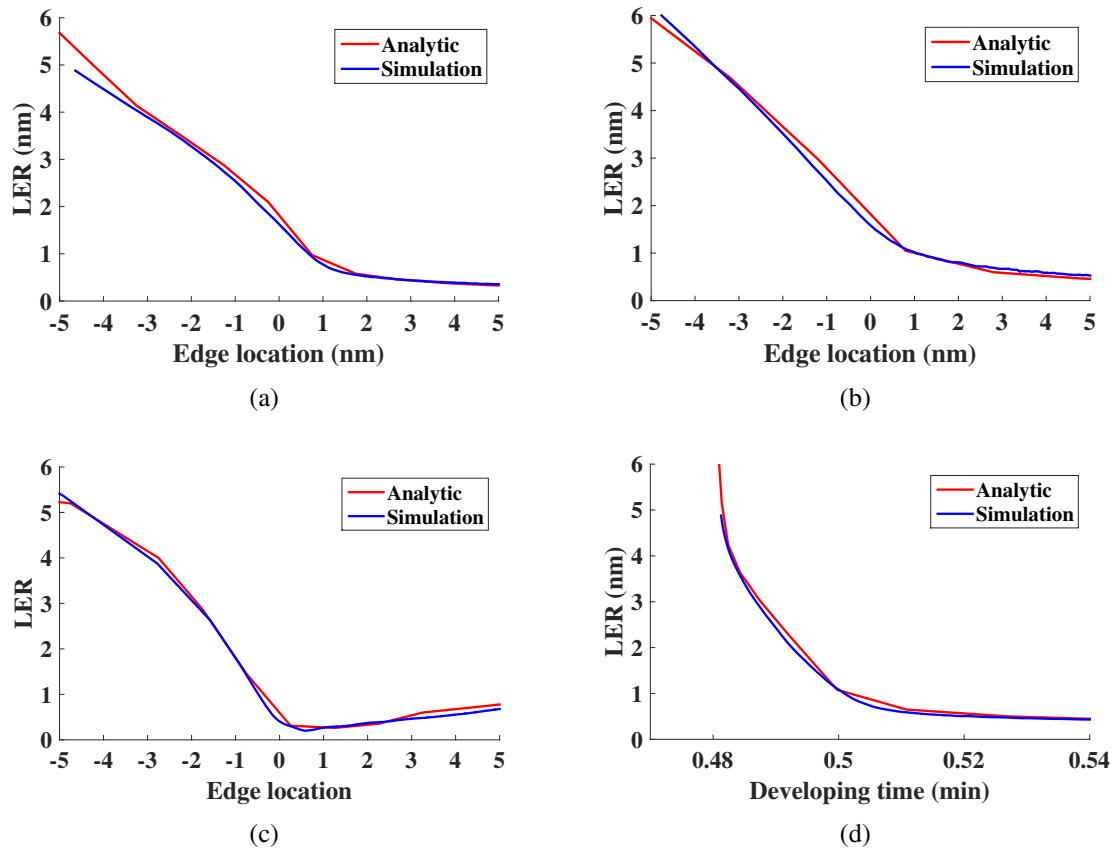 6
5
4
3
2
1
0
LER (nm)
Analytic
Simulation
-5 -4 -3 -2 -1 0 1 2 3 4 5
Edge location (nm)
(a)
6
5
4
3
2
1
0
LER (nm)
Analytic
Simulation
-5 -4 -3 -2 -1 0 1 2 3 4 5
Edge location (nm)
(b)
6
5
4
3
2
1
0
LER
Analytic
Simulation
-5 -4 -3 -2 -1 0 1 2 3 4 5
Edge location
(c)
6
5
4
3
2
1
0
LER (nm)
Analytic
Simulation
0.48 0.5 0.52 0.54
Developing time (min)
(d)